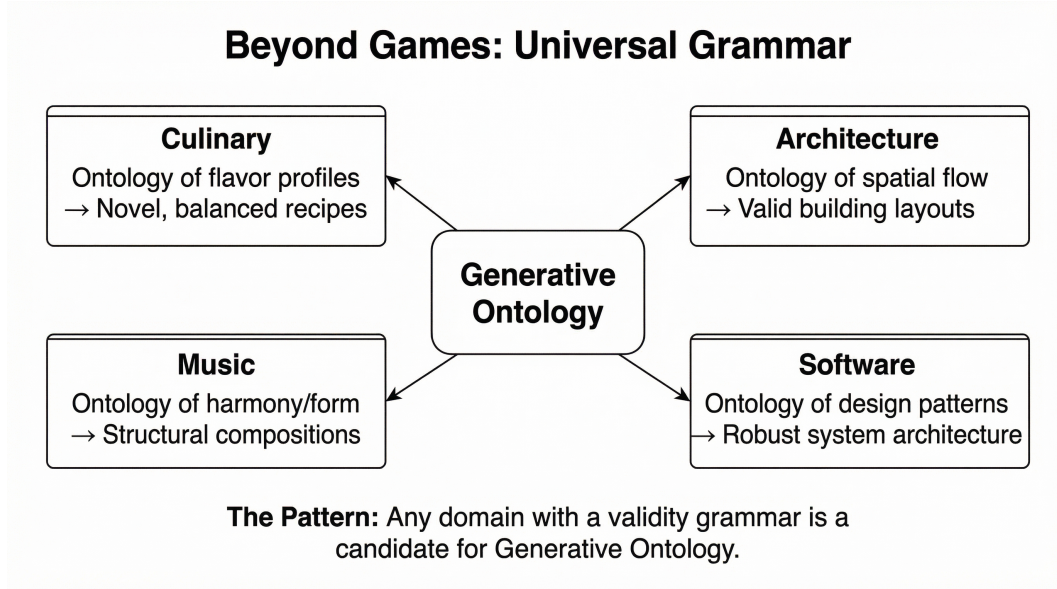 Beyond Games: Universal Grammar
Culinary
Ontology of flavor profiles
→ Novel, balanced recipes
Architecture
Ontology of spatial flow
→ Valid building layouts
Generative
Ontology
Music
Ontology of harmony/form
→ Structural compositions
Software
Ontology of design patterns
→ Robust system architecture
The Pattern: Any domain with a validity grammar is a
candidate for Generative Ontology.